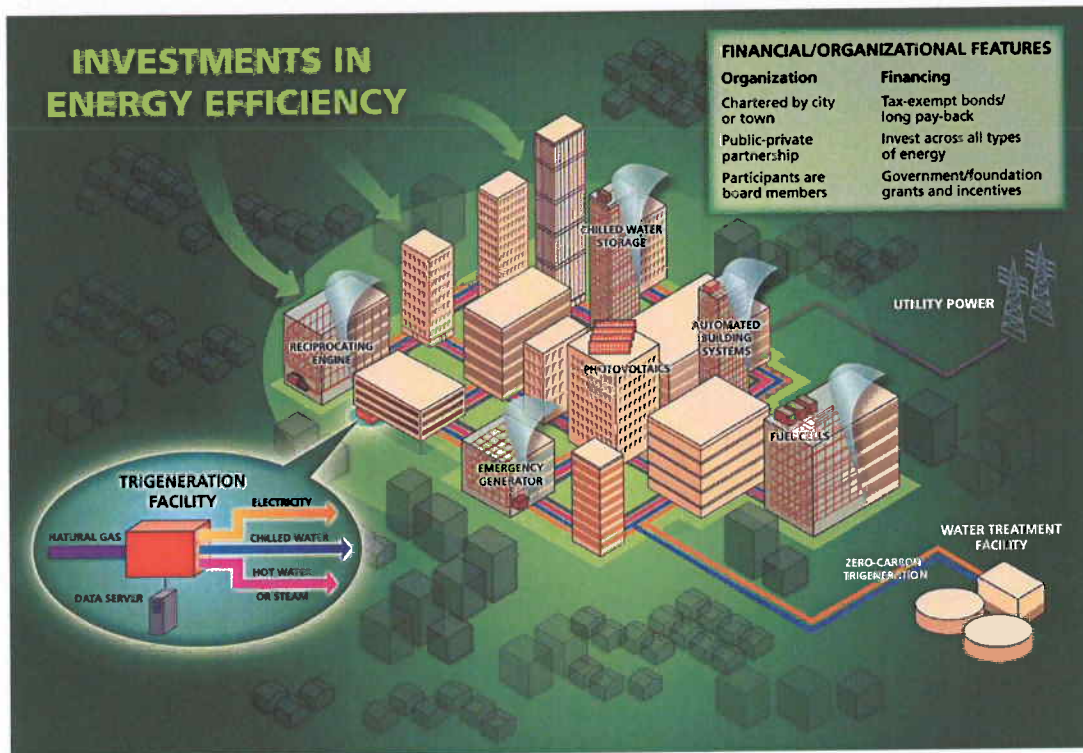 INVESTMENTS IN
ENERGY EFFICIENCY
FINANCIAL/ORGANIZATIONAL FEATURES
Organization
Chartered by city
or town
Public-private
partnership
Participants are
board members
Financing
Tax-exempt bonds/
long pay-back
Invest across all types
of energy
Government/foundation
grants and incentives
CHILLED WATER
STORAGE
UTILITY POWER
RECIPROCATING
ENGINE
AUTOMATED
BUILDING
SYSTEMS
PHOTOVOLTAICS
FUEL CELLS
EMERGENCY
GENERATOR
TRIGENERATION
FACILITY
ELECTRICITY
NATURAL GAS
CHILLED WATER
HOT WATER
OR STEAM
DATA SERVER
WATER TREATMENT
FACILITY
ZERO-CARBON
TRIGENERATION